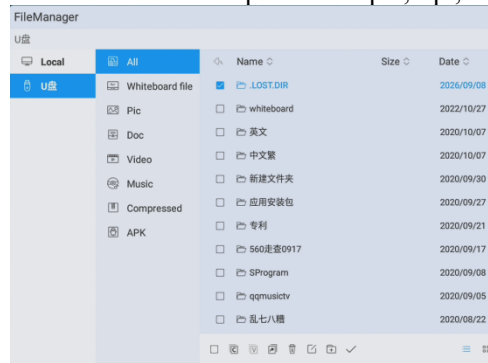 FileManager
U盘
Local
U盘
All
Whiteboard file
Pic
Doc
Video
Music
Compressed
APK
Name Size Date
.LOST.DIR 2026/09/08
whiteboard 2022/10/27
英文 2020/10/07
中文繁 2020/10/07
新建文件夹 2020/09/30
应用安装包 2020/09/27
专利 2020/09/21
560走查0917 2020/09/17
SProgram 2020/09/08
qqmusictv 2020/09/05
乱七八糟 2020/08/22